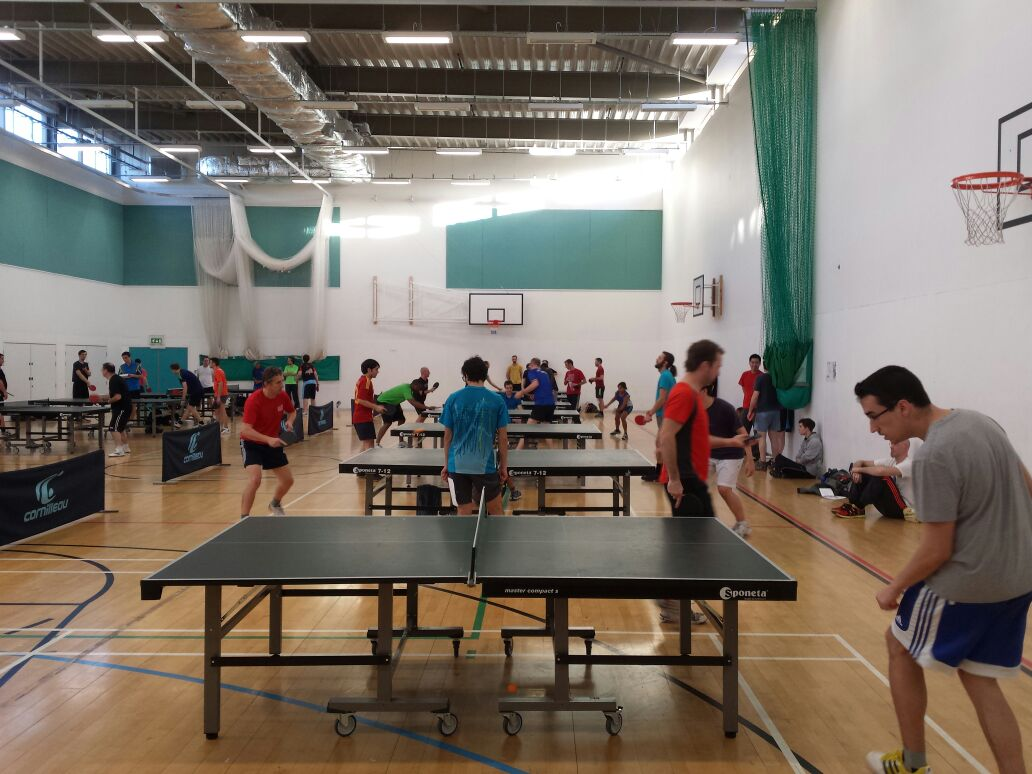 cornilleau
cornilleau
Sponeta 7-12
Sponeta 7-12
master compact s
Sponeta